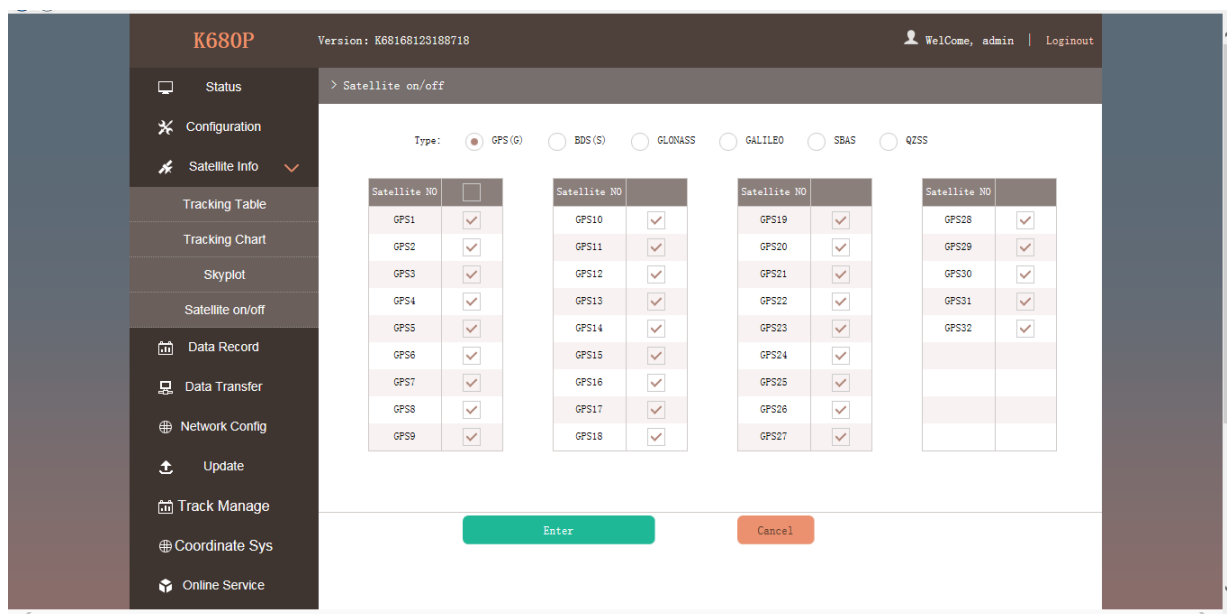 K680P
Version: K68168123188718
WelCome, admin | Loginout
Status
Configuration
Satellite Info
Tracking Table
Tracking Chart
Skyplot
Satellite on/off
Data Record
Data Transfer
Network Config
Update
Track Manage
Coordinate Sys
Online Service
> Satellite on/off
Type: GPS(G) BDS(S) GLONASS GALILEO SBAS QZSS
Satellite NO Satellite NO Satellite NO Satellite NO
GPS1 GPS10 GPS19 GPS28
GPS2 GPS11 GPS20 GPS29
GPS3 GPS12 GPS21 GPS30
GPS4 GPS13 GPS22 GPS31
GPS5 GPS14 GPS23 GPS32
GPS6 GPS15 GPS24
GPS7 GPS16 GPS25
GPS8 GPS17 GPS26
GPS9 GPS18 GPS27
Enter Cancel